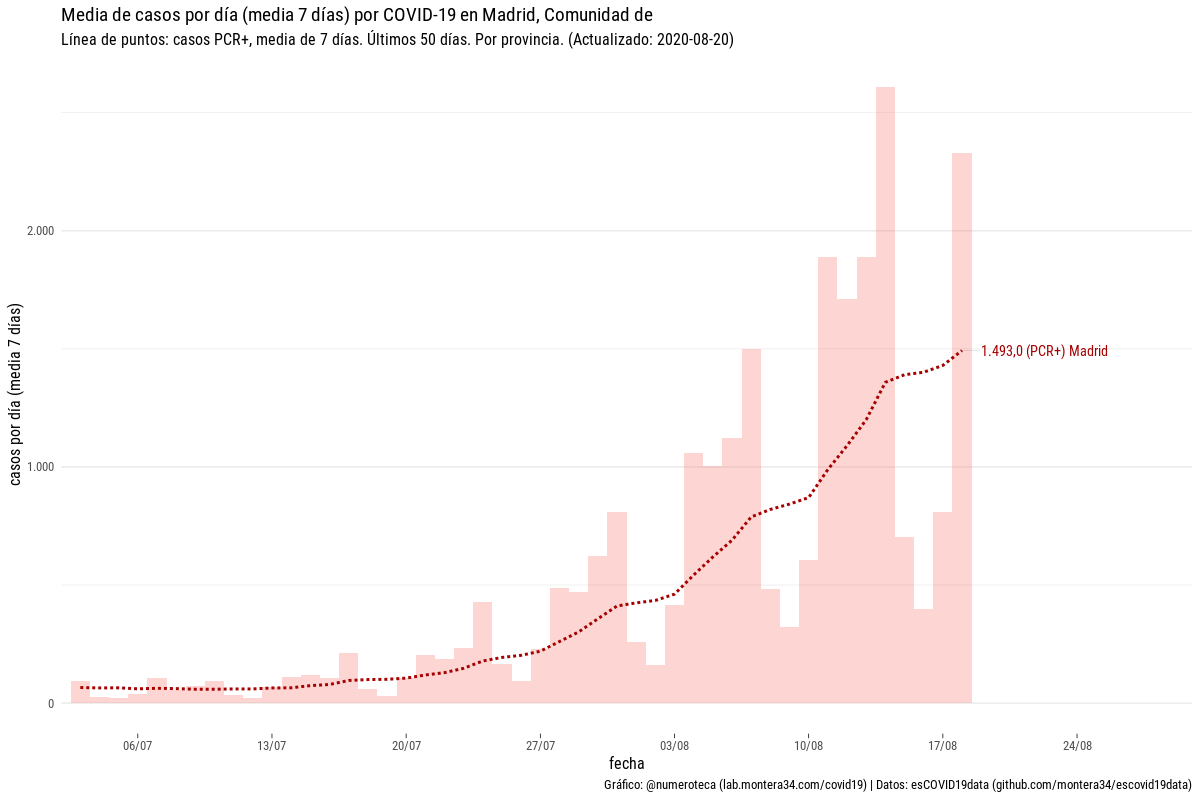 Media de casos por día (media 7 días) por COVID-19 en Madrid, Comunidad de
Línea de puntos: casos PCR+, media de 7 días. Últimos 50 días. Por provincia. (Actualizado: 2020-08-20)
casos por día (media 7 días)
2.000
1.000
0
1.493,0 (PCR+) Madrid
06/07
13/07
20/07
27/07
03/08
10/08
17/08
24/08
fecha
Gráfico: @numeroteca (lab.montera34.com/covid19) | Datos: esCOVID19data (github.com/montera34/escovid19data)